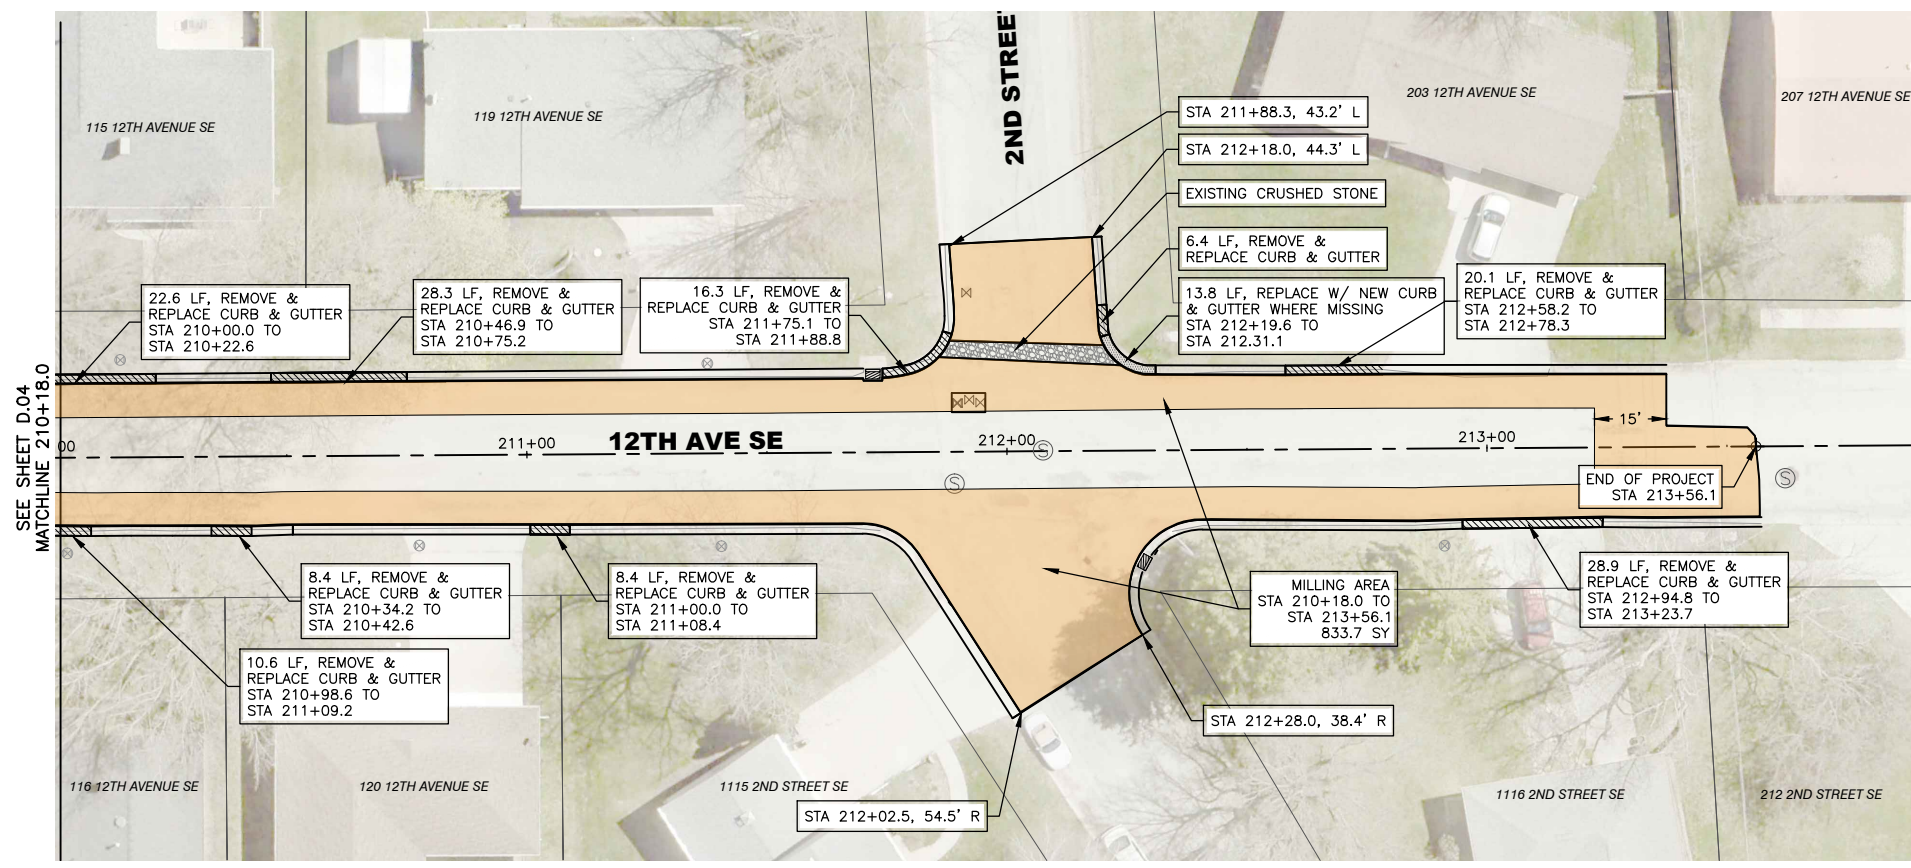 2ND STREET
115 12TH AVENUE SE
119 12TH AVENUE SE
203 12TH AVENUE SE
207 12TH AVENUE SE
STA 211+88.3, 43.2' L
STA 212+18.0, 44.3' L
EXISTING CRUSHED STONE
6.4 LF, REMOVE &
REPLACE CURB & GUTTER
22.6 LF, REMOVE &
REPLACE CURB & GUTTER
STA 210+00.0 TO
STA 210+22.6
28.3 LF, REMOVE &
REPLACE CURB & GUTTER
STA 210+46.9 TO
STA 210+75.2
16.3 LF, REMOVE &
REPLACE CURB & GUTTER
STA 211+75.1 TO
STA 211+88.8
13.8 LF, REPLACE W/ NEW CURB
& GUTTER WHERE MISSING
STA 212+19.6 TO
STA 212.31.1
20.1 LF, REMOVE &
REPLACE CURB & GUTTER
STA 212+58.2 TO
STA 212+78.3
SEE SHEET D.04
MATCHLINE 210+18.0
00
211+00
12TH AVE SE
212+00
213+00
15'
S
S
S
END OF PROJECT
STA 213+56.1
8.4 LF, REMOVE &
REPLACE CURB & GUTTER
STA 210+34.2 TO
STA 210+42.6
8.4 LF, REMOVE &
REPLACE CURB & GUTTER
STA 211+00.0 TO
STA 211+08.4
MILLING AREA
STA 210+18.0 TO
STA 213+56.1
833.7 SY
28.9 LF, REMOVE &
REPLACE CURB & GUTTER
STA 212+94.8 TO
STA 213+23.7
10.6 LF, REMOVE &
REPLACE CURB & GUTTER
STA 210+98.6 TO
STA 211+09.2
STA 212+28.0, 38.4' R
STA 212+02.5, 54.5' R
116 12TH AVENUE SE
120 12TH AVENUE SE
1115 2ND STREET SE
1116 2ND STREET SE
212 2ND STREET SE